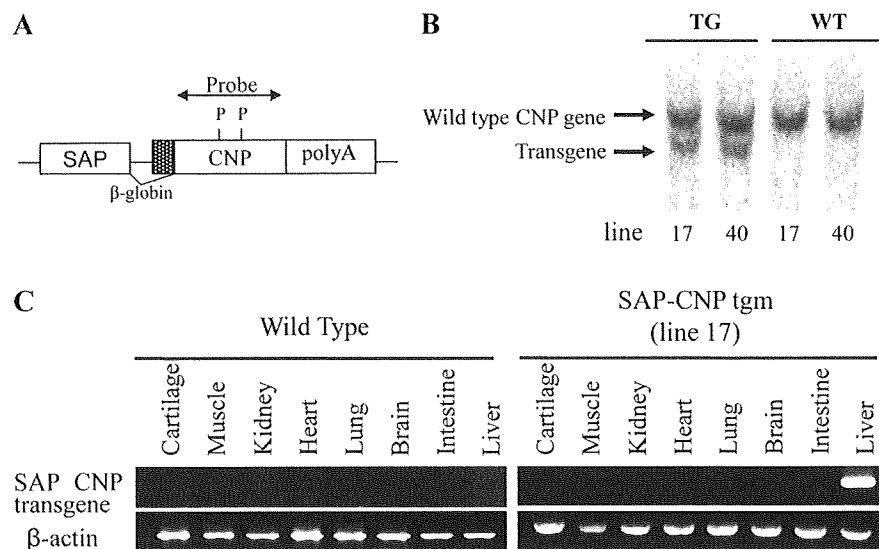 A
Probe
P P
SAP CNP polyA
β-globin
B
TG WT
Wild type CNP gene
Transgene
line 17 40 17 40
C
Wild Type
SAP-CNP tgm
(line 17)
Cartilage Muscle Kidney Heart Lung Brain Intestine Liver
Cartilage Muscle Kidney Heart Lung Brain Intestine Liver
SAP CNP
transgene
β-actin